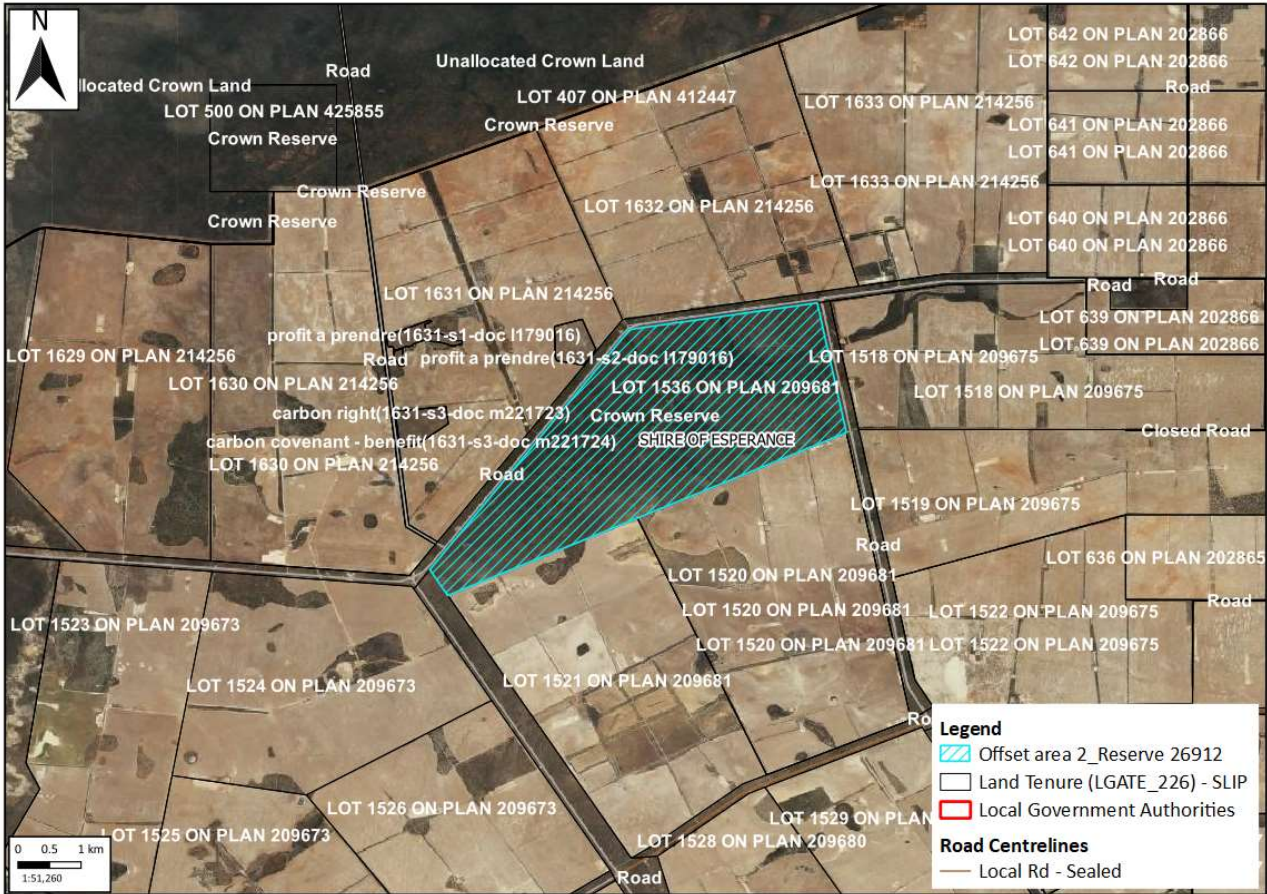 N
LOT 642 ON PLAN 202866
Unallocated Crown Land
LOT 642 ON PLAN 202866
Road
llocated Crown Land
Road
LOT 407 ON PLAN 412447
LOT 1633 ON PLAN 214256
LOT 500 ON PLAN 425855
Crown Reserve
LOT 641 ON PLAN 202866
Crown Reserve
LOT 641 ON PLAN 202866
LOT 1633 ON PLAN 214256
Crown Reserve
LOT 1632 ON PLAN 214256
Crown Reserve
LOT 640 ON PLAN 202866
LOT 640 ON PLAN 202866
Road
Road
LOT 1631 ON PLAN 214256
LOT 639 ON PLAN 202866
profit a prendre(1631-s1-doc l179016)
LOT 639 ON PLAN 202866
LOT 1629 ON PLAN 214256
Road
profit a prendre(1631-s2-doc l179016)
LOT 1518 ON PLAN 209675
LOT 1630 ON PLAN 214256
LOT 1536 ON PLAN 209681
LOT 1518 ON PLAN 209675
carbon right(1631-s3-doc m221723)
Crown Reserve
carbon covenant - benefit(1631-s3-doc m221724)
SHIRE OF ESPERANCE
Closed Road
LOT 1630 ON PLAN 214256
Road
LOT 1519 ON PLAN 209675
Road
LOT 636 ON PLAN 202865
LOT 1520 ON PLAN 209681
Road
LOT 1520 ON PLAN 209681
LOT 1522 ON PLAN 209675
LOT 1523 ON PLAN 209673
LOT 1520 ON PLAN 209681
LOT 1522 ON PLAN 209675
LOT 1524 ON PLAN 209673
LOT 1521 ON PLAN 209681
Ro
LOT 1526 ON PLAN 209673
LOT 1529 ON PLAN
LOT 1525 ON PLAN 209673
LOT 1528 ON PLAN 209680
Road
0 0.5 1 km
1:51,260
Legend
Offset area 2_Reserve 26912
Land Tenure (LGATE_226) - SLIP
Local Government Authorities
Road Centrelines
Local Rd - Sealed